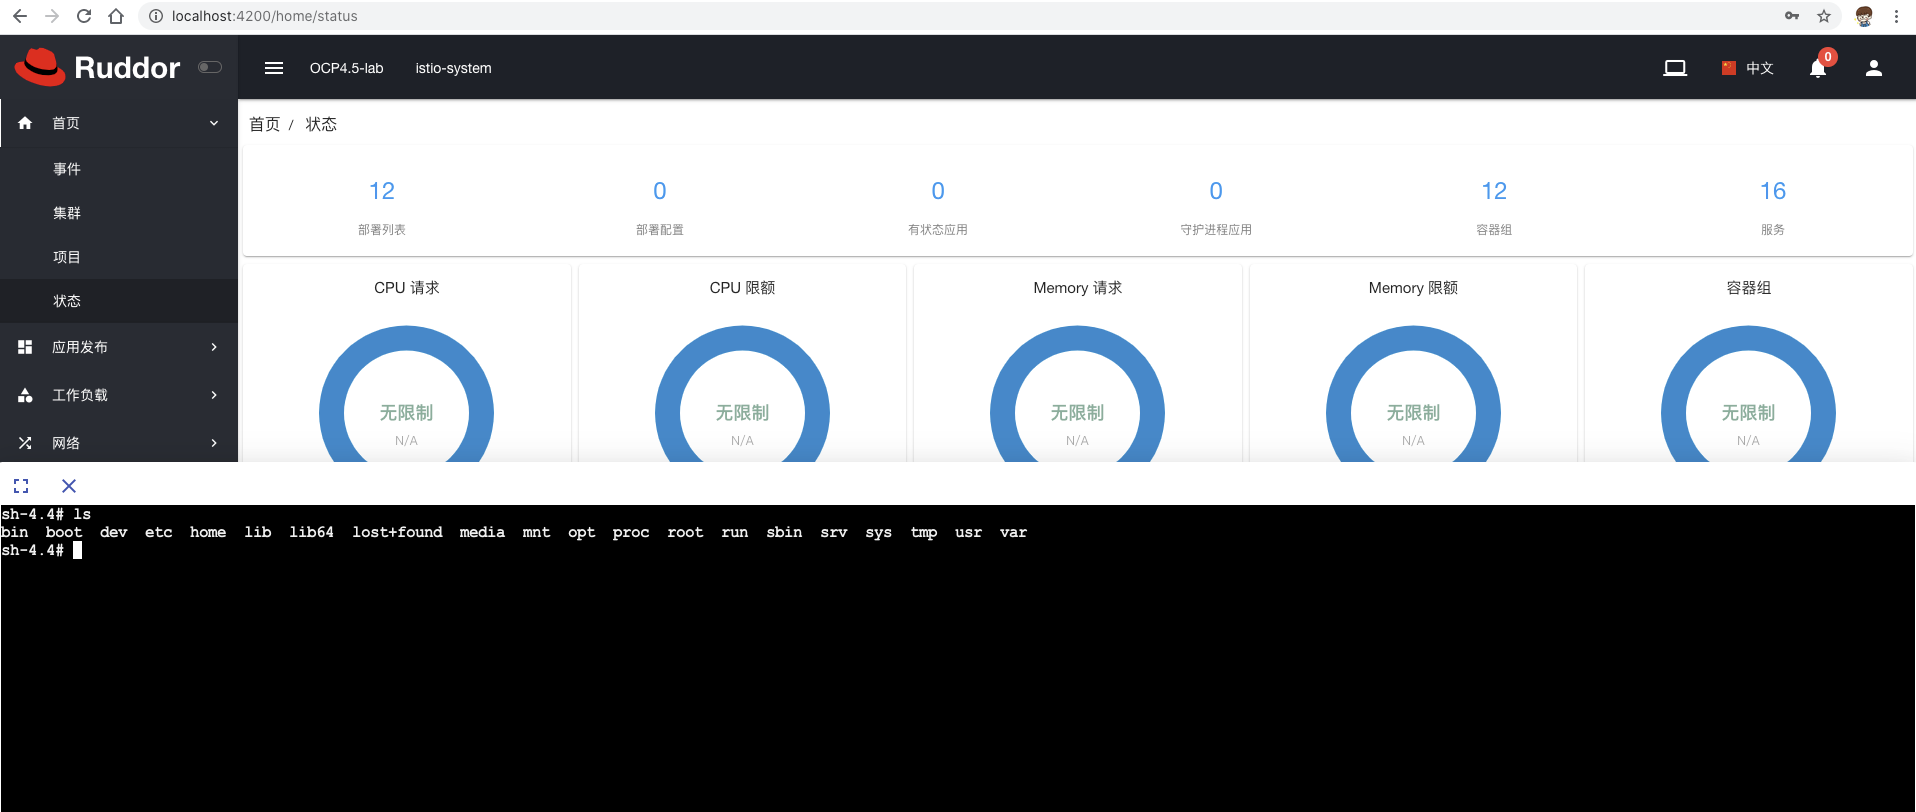 localhost:4200/home/status
Ruddor
OCP4.5-lab
istio-system
中文
0
首页
事件
集群
项目
状态
应用发布
工作负载
网络
首页 / 状态
12 0 0 0 12 16
部署列表 部署配置 有状态应用 守护进程应用 容器组 服务
CPU 请求 CPU 限额 Memory 请求 Memory 限额 容器组
无限制 无限制 无限制 无限制 无限制
N/A N/A N/A N/A N/A
sh-4.4# ls
bin boot dev etc home lib lib64 lost+found media mnt opt proc root run sbin srv sys tmp usr var
sh-4.4#